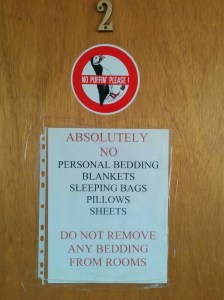 2
NO PUFFIN' PLEASE!
ABSOLUTELY
NO
PERSONAL BEDDING
BLANKETS
SLEEPING BAGS
PILLOWS
SHEETS
DO NOT REMOVE
ANY BEDDING
FROM ROOMS